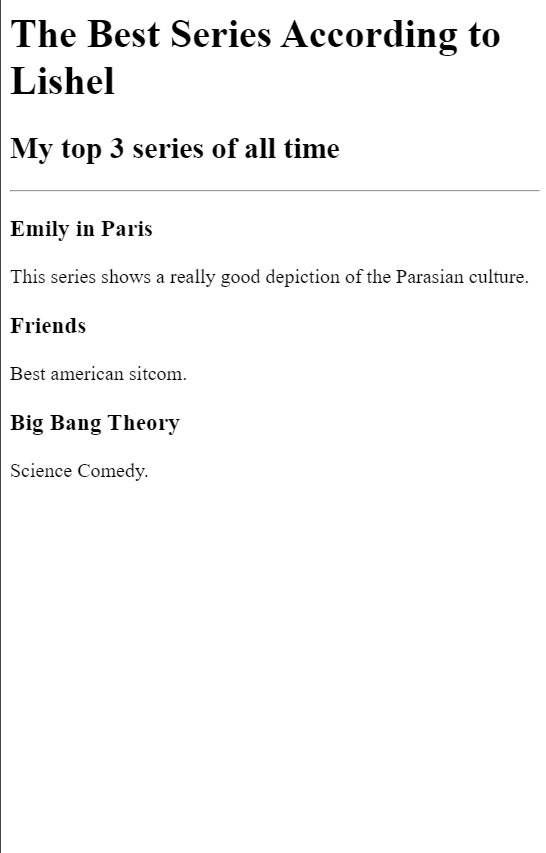 The Best Series According to
Lishel
My top 3 series of all time
Emily in Paris
This series shows a really good depiction of the Parasian culture.
Friends
Best american sitcom.
Big Bang Theory
Science Comedy.